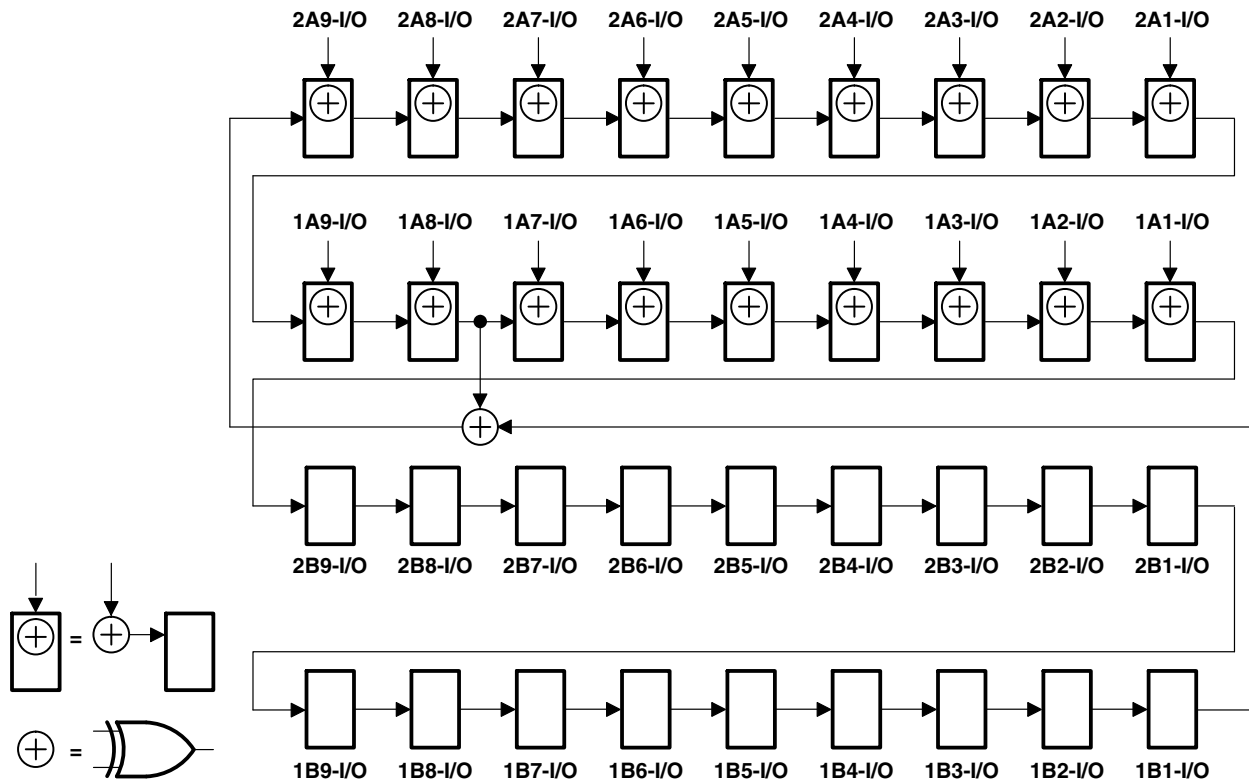 2A9-I/O 2A8-I/O 2A7-I/O 2A6-I/O 2A5-I/O 2A4-I/O 2A3-I/O 2A2-I/O 2A1-I/O
1A9-I/O 1A8-I/O 1A7-I/O 1A6-I/O 1A5-I/O 1A4-I/O 1A3-I/O 1A2-I/O 1A1-I/O
2B9-I/O 2B8-I/O 2B7-I/O 2B6-I/O 2B5-I/O 2B4-I/O 2B3-I/O 2B2-I/O 2B1-I/O
=
=
1B9-I/O 1B8-I/O 1B7-I/O 1B6-I/O 1B5-I/O 1B4-I/O 1B3-I/O 1B2-I/O 1B1-I/O